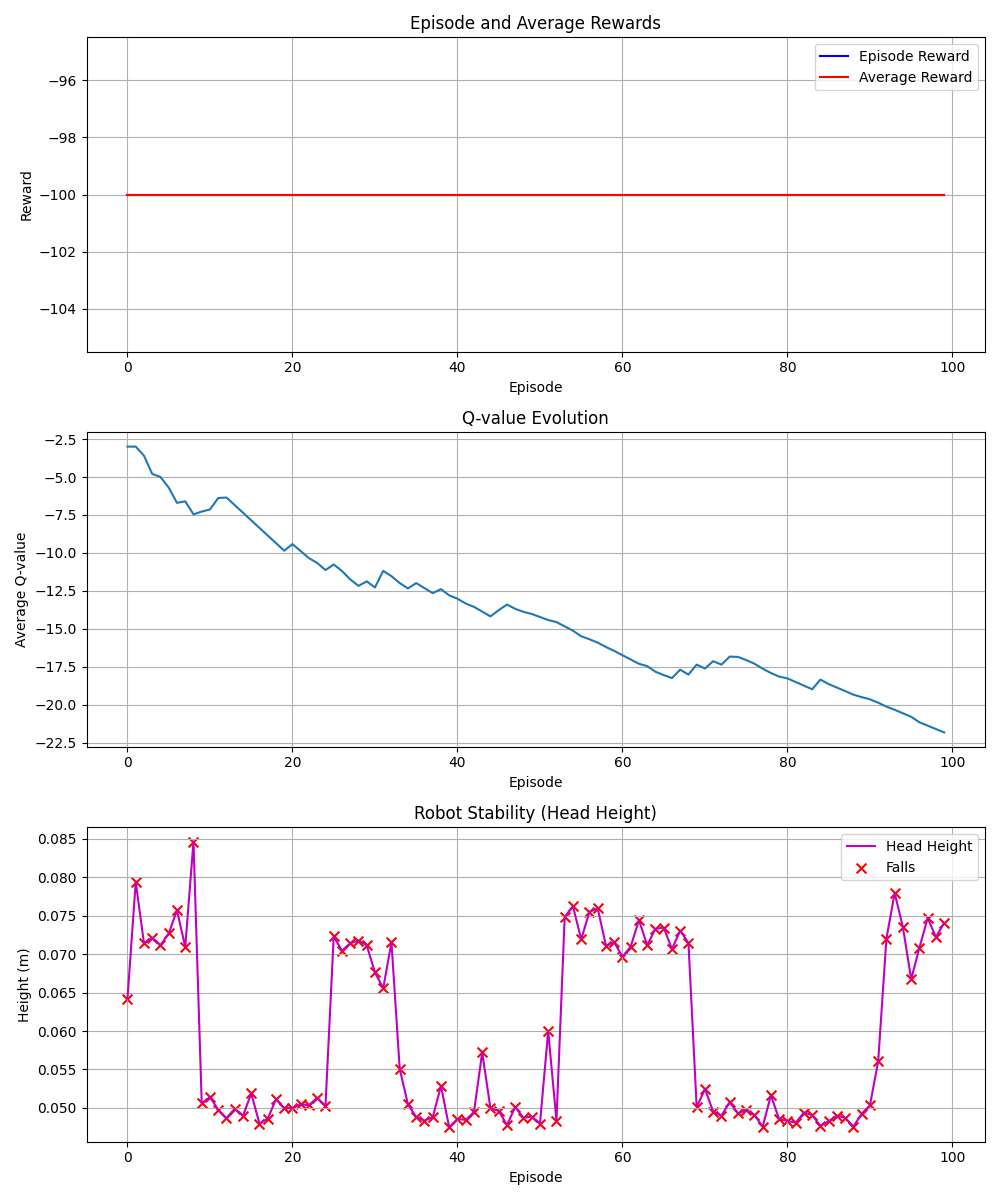 Episode and Average Rewards
Episode Reward
Average Reward
−96
−98
−100
−102
−104
Reward
0 20 40 60 80 100
Episode
Q-value Evolution
−2.5
−5.0
−7.5
−10.0
−12.5
−15.0
−17.5
−20.0
−22.5
Average Q-value
0 20 40 60 80 100
Episode
Robot Stability (Head Height)
Head Height
Falls
0.085
0.080
0.075
0.070
0.065
0.060
0.055
0.050
Height (m)
0 20 40 60 80 100
Episode